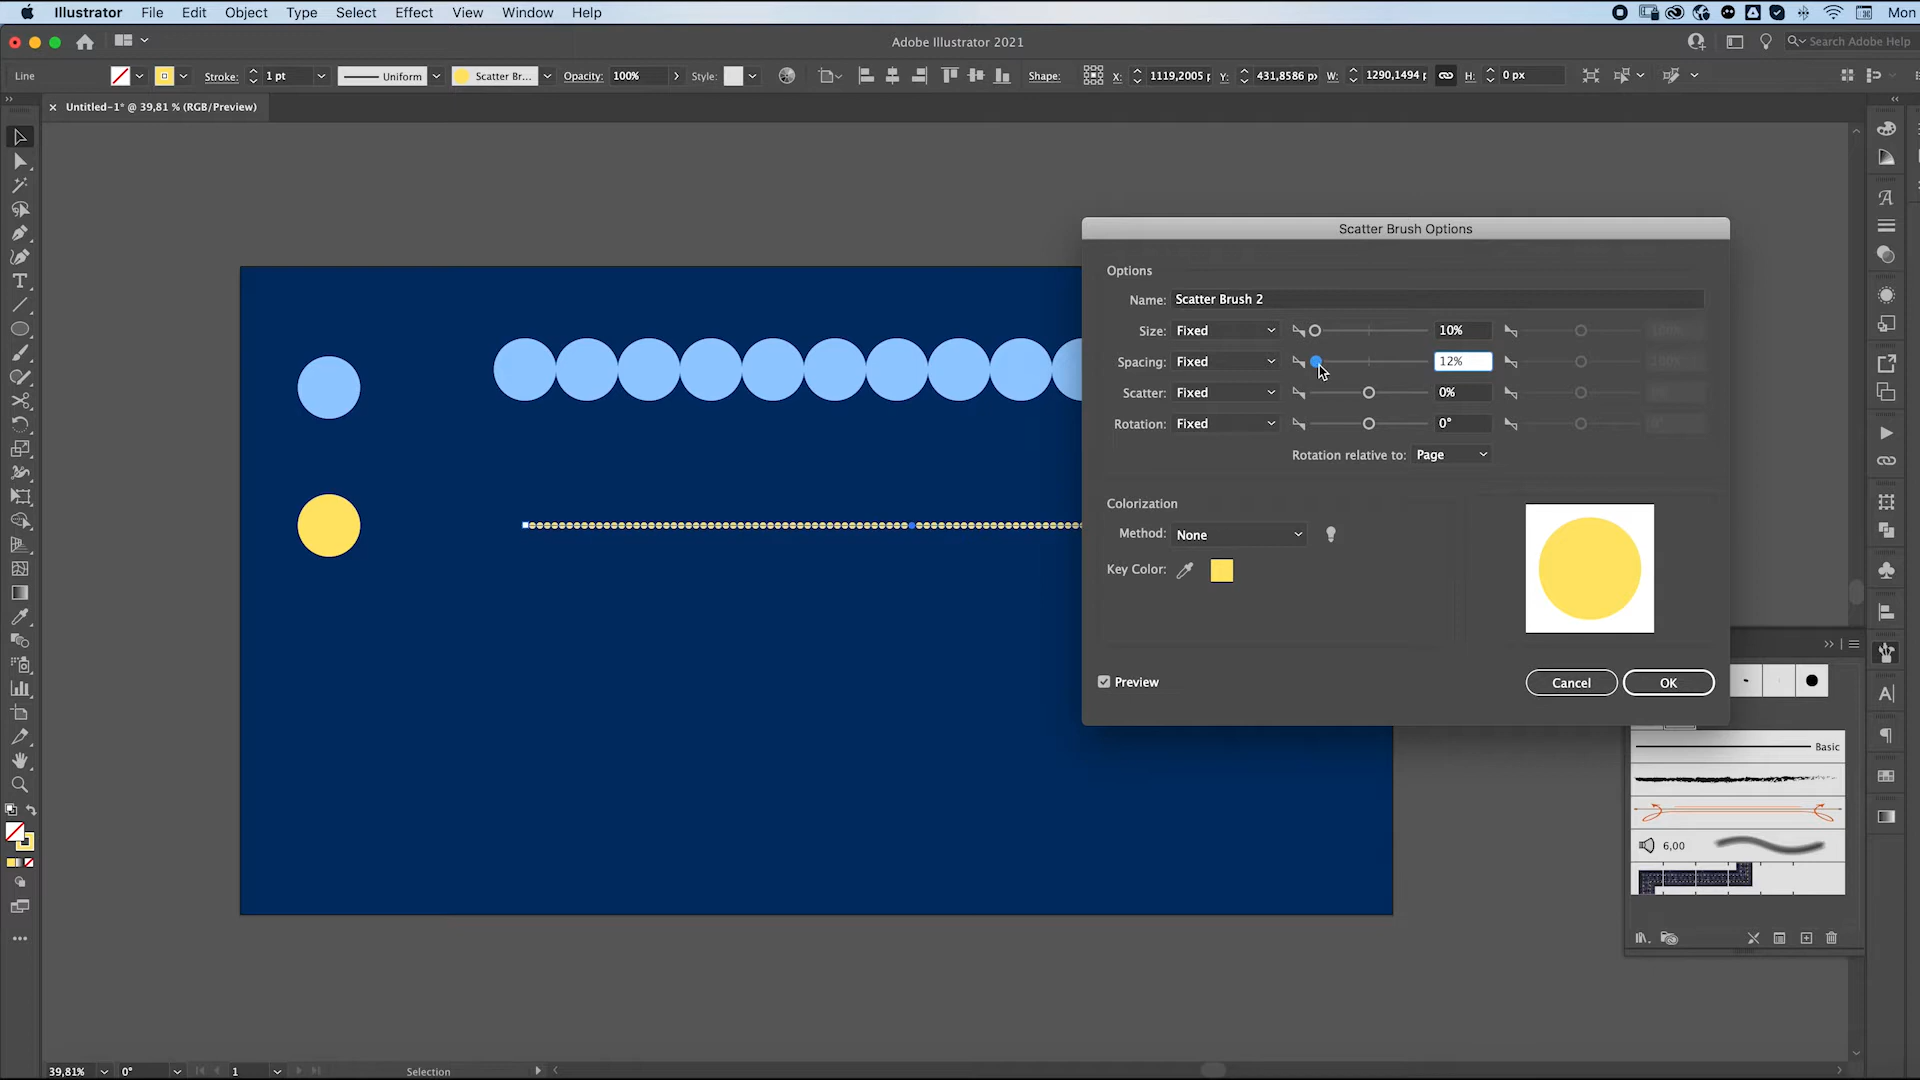 Illustrator File Edit Object Type Select Effect View Window Help Mon
Adobe Illustrator 2021 Search Adobe Help
Line Stroke: 1 pt Uniform Scatter Br... Opacity: 100% Style: Shape: X: 1119,2005 p Y: 431,8586 px W: 1290,1494 p H: 0 px
Untitled-1* @ 39,81 % (RGB/Preview)
Scatter Brush Options
Options
Name: Scatter Brush 2
Size: Fixed 10%
Spacing: Fixed 12%
Scatter: Fixed 0%
Rotation: Fixed 0°
Rotation relative to: Page
Colorization
Method: None
Key Color:
Preview Cancel OK
Basic
6,00
39,81% 0° 1 Selection